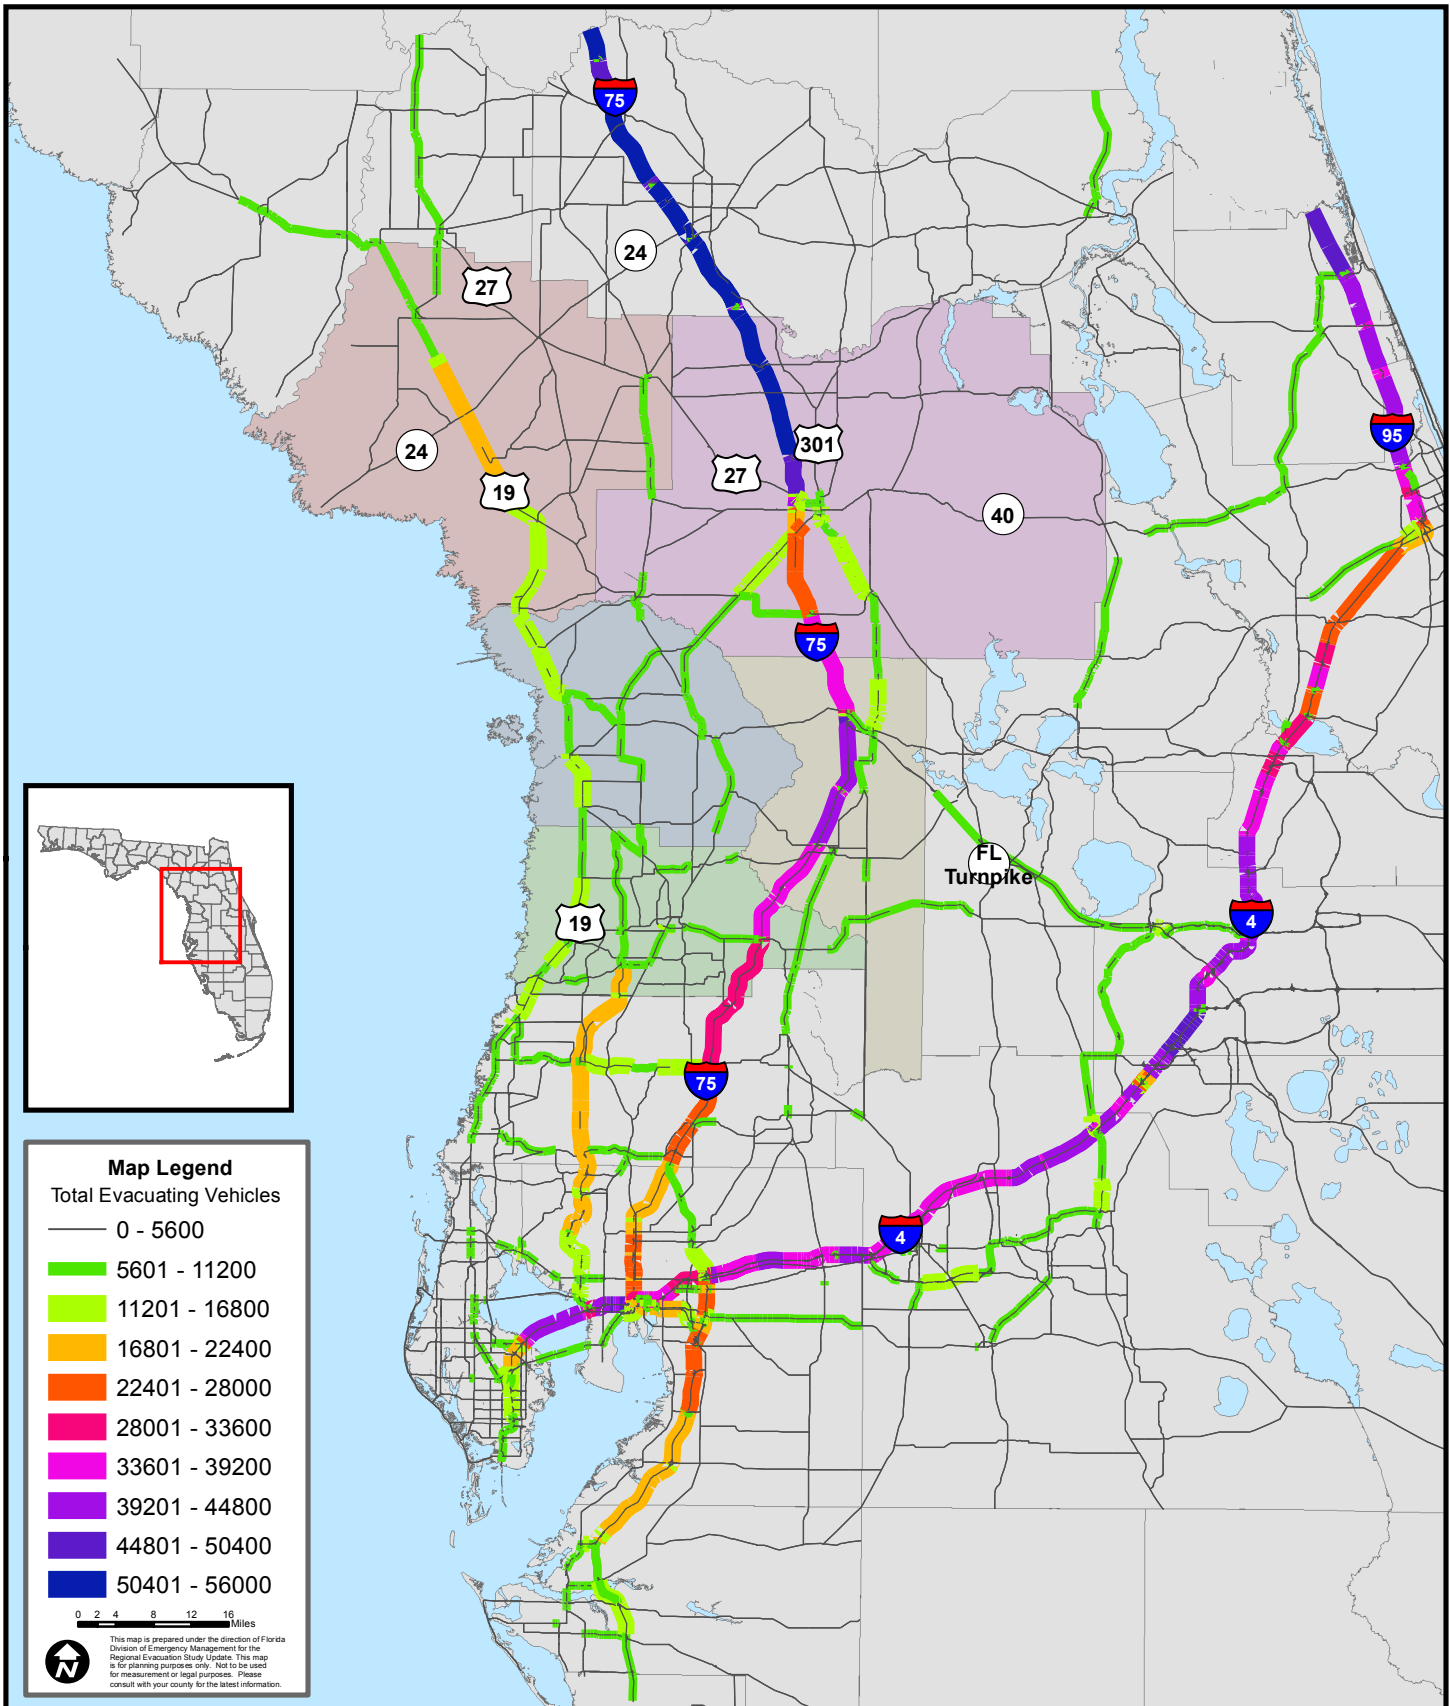 75
24
27
95
301
27
24
19
40
75
FL
Turnpike
19
4
75
4
Map Legend
Total Evacuating Vehicles
0 - 5600
5601 - 11200
11201 - 16800
16801 - 22400
22401 - 28000
28001 - 33600
33601 - 39200
39201 - 44800
44801 - 50400
50401 - 56000
0 2 4 8 12 16
Miles
N
This map is prepared under the direction of Florida
Division of Emergency Management for the
Regional Evacuation Study Update. This map
is for planning purposes only. Not to be used
for measurement or legal purposes. Please
consult with your county for the latest information.